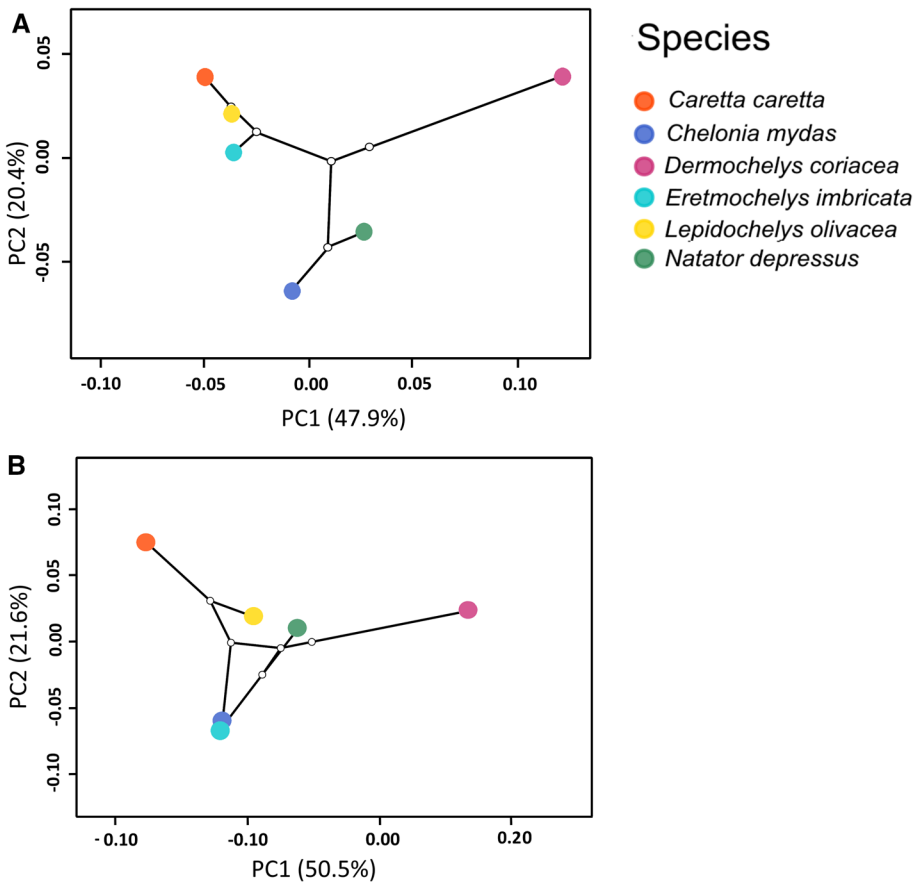 A
0.05
0.00
-0.05
PC2 (20.4%)
-0.10 -0.05 0.00 0.05 0.10
PC1 (47.9%)
Species
Caretta caretta
Chelonia mydas
Dermochelys coriacea
Eretmochelys imbricata
Lepidochelys olivacea
Natator depressus
B
0.10
0.05
0.00
-0.05
-0.10
PC2 (21.6%)
-0.10 -0.10 0.00 0.20
PC1 (50.5%)